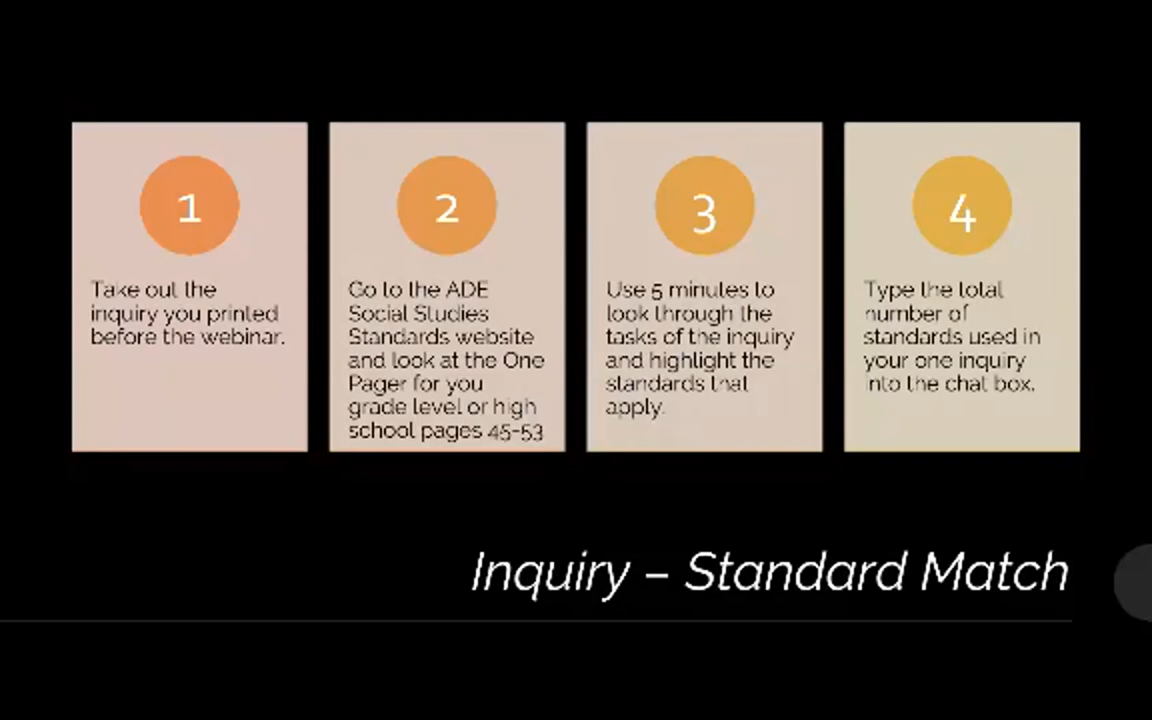 1
Take out the
inquiry you printed
before the webinar.
2
Go to the ADE
Social Studies
Standards website
and look at the One
Pager for you
grade level or high
school pages 45-53
3
Use 5 minutes to
look through the
tasks of the inquiry
and highlight the
standards that
apply.
4
Type the total
number of
standards used in
your one inquiry
into the chat box.
Inquiry – Standard Match